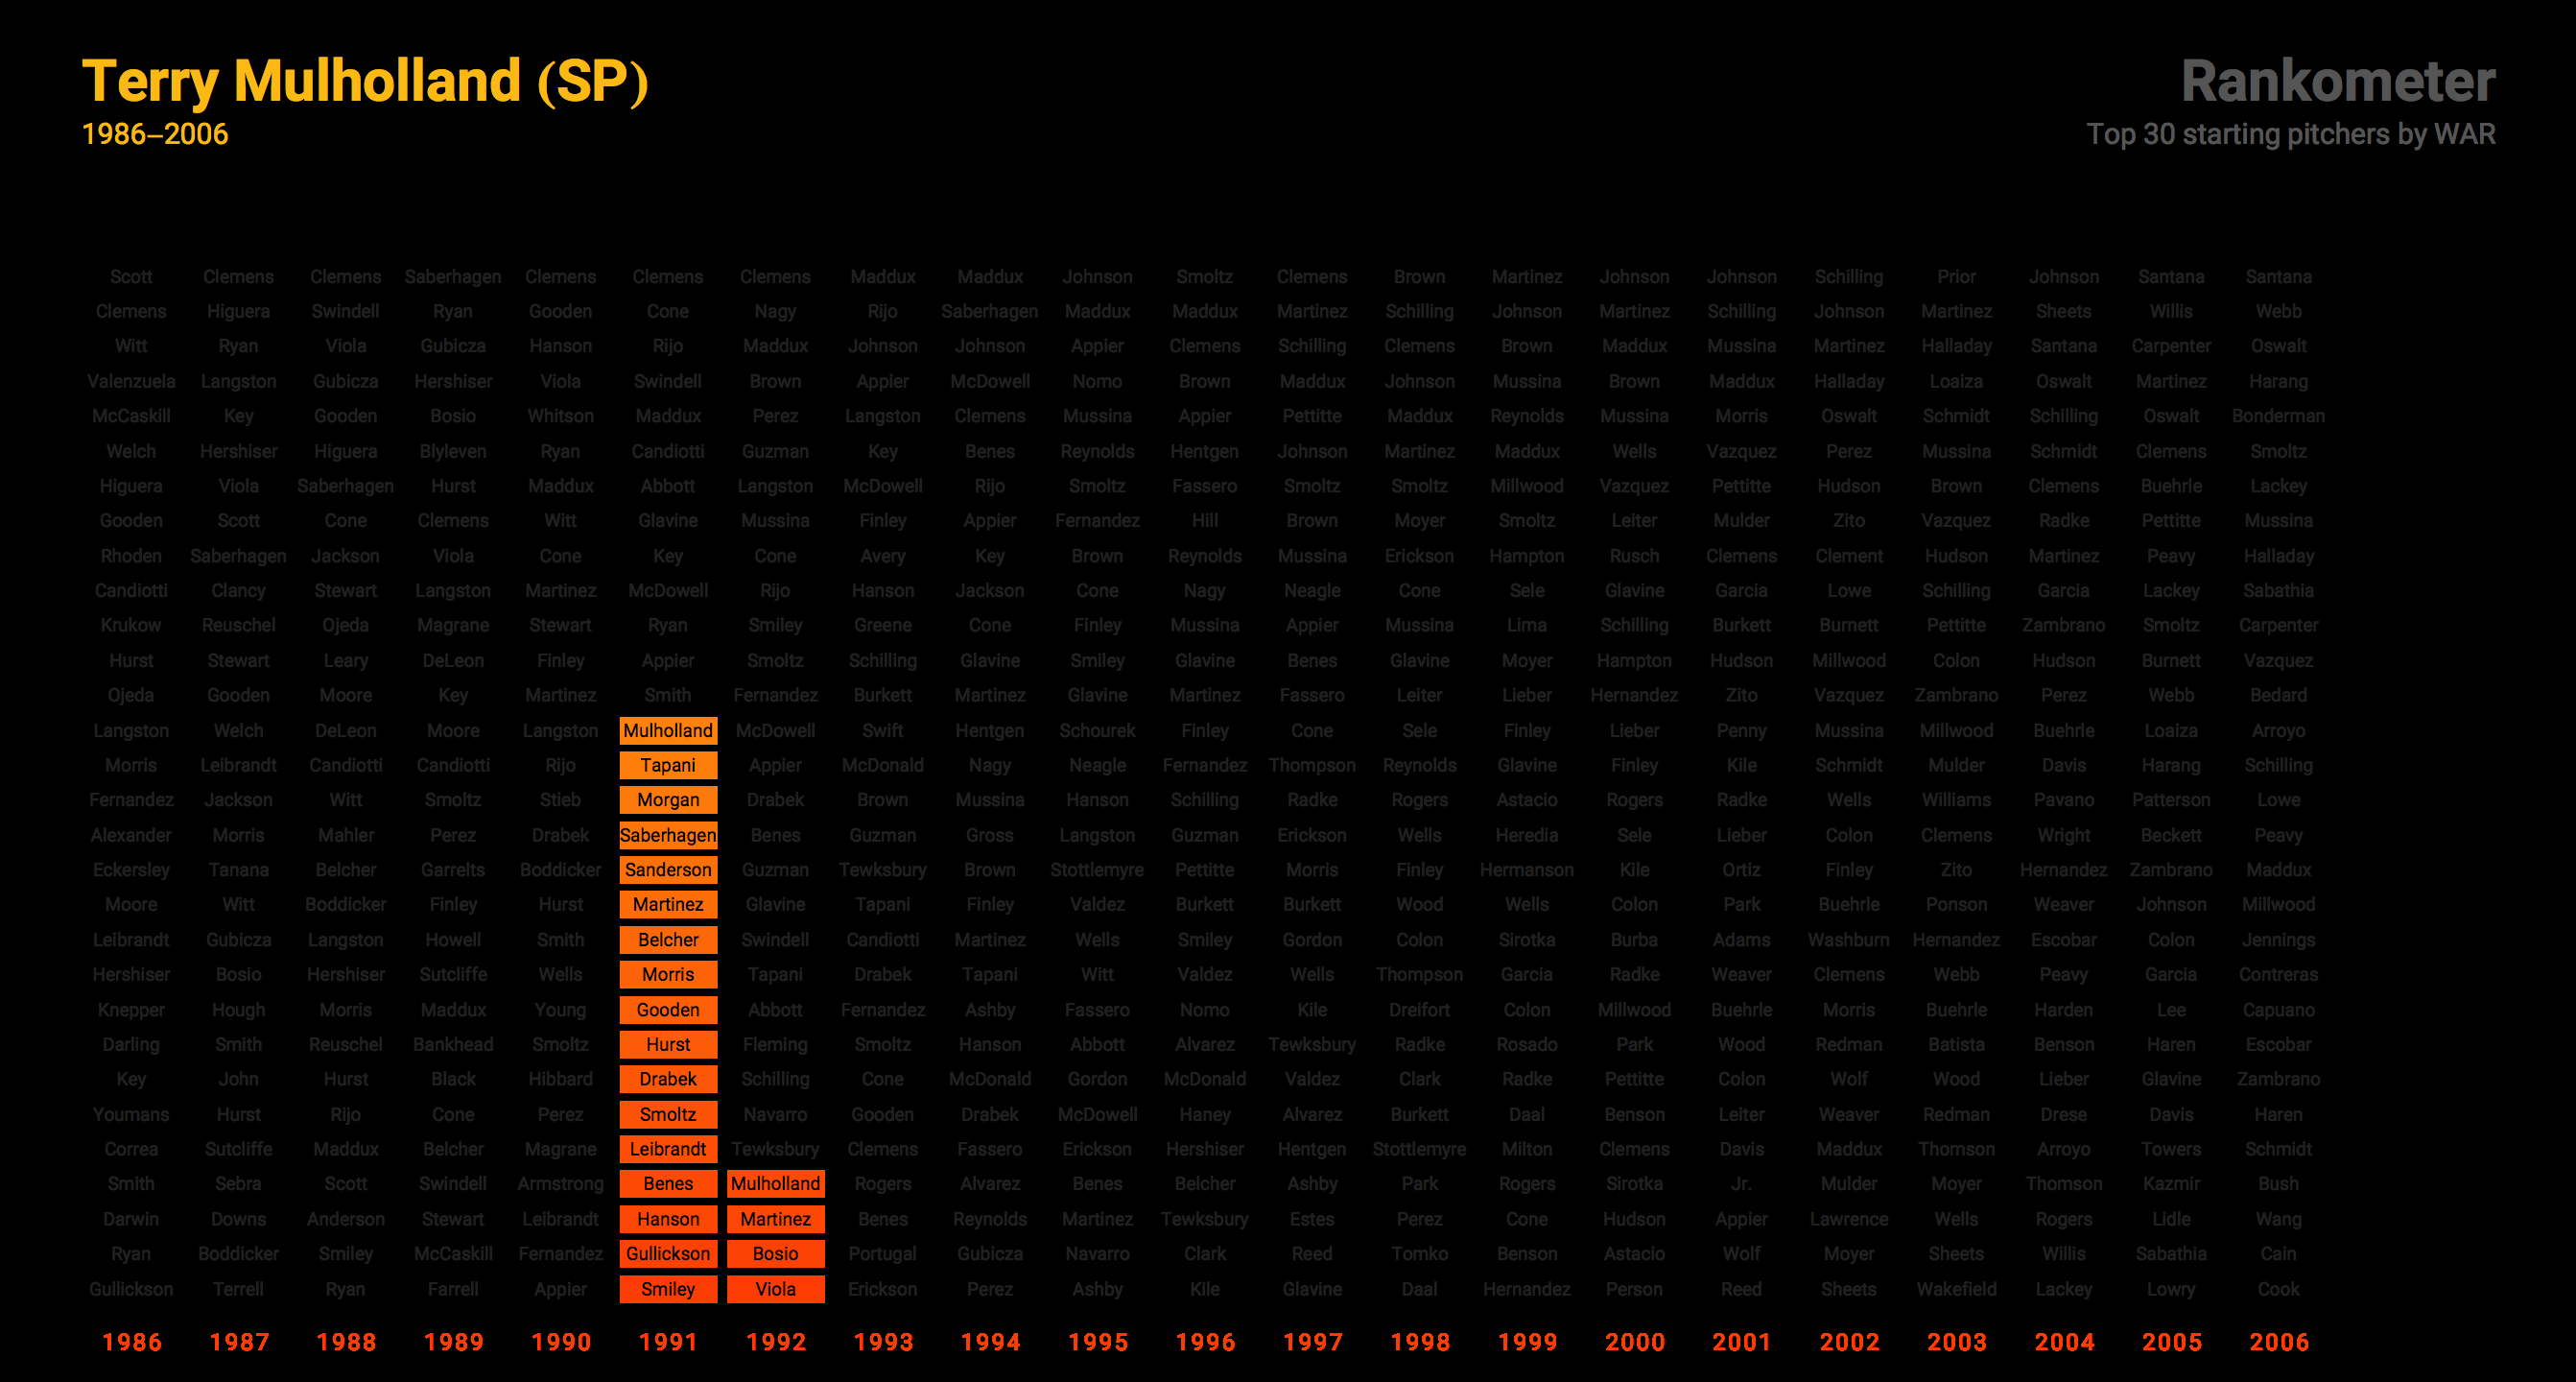 Terry Mulholland (SP)
1986–2006
Rankometer
Top 30 starting pitchers by WAR
Scott Clemens Clemens Saberhagen Clemens Clemens Clemens Maddux Maddux Johnson Smoltz Clemens Brown Martinez Johnson Johnson Schilling Prior Johnson Santana Santana
Clemens Higuera Swindell Ryan Gooden Cone Nagy Rijo Saberhagen Maddux Maddux Martinez Schilling Johnson Martinez Schilling Johnson Martinez Sheets Willis Webb
Witt Ryan Viola Gubicza Hanson Rijo Maddux Johnson Johnson Appier Clemens Schilling Clemens Brown Maddux Mussina Martinez Halladay Santana Carpenter Oswalt
Valenzuela Langston Gubicza Hershiser Viola Swindell Brown Appier McDowell Nomo Brown Maddux Johnson Mussina Brown Maddux Halladay Loaiza Oswalt Martinez Harang
McCaskill Key Gooden Bosio Whitson Maddux Perez Langston Clemens Mussina Appier Pettitte Maddux Reynolds Mussina Morris Oswalt Schmidt Schilling Oswalt Bonderman
Welch Hershiser Higuera Blyleven Ryan Candiotti Guzman Key Benes Reynolds Hentgen Johnson Martinez Maddux Wells Vazquez Perez Mussina Schmidt Clemens Smoltz
Higuera Viola Saberhagen Hurst Maddux Abbott Langston McDowell Rijo Smoltz Fassero Smoltz Smoltz Millwood Vazquez Pettitte Hudson Brown Clemens Buehrle Lackey
Gooden Scott Cone Clemens Witt Glavine Mussina Finley Appier Fernandez Hill Brown Moyer Smoltz Leiter Mulder Zito Vazquez Radke Pettitte Mussina
Rhoden Saberhagen Jackson Viola Cone Key Cone Avery Key Brown Reynolds Mussina Erickson Hampton Rusch Clemens Clement Hudson Martinez Peavy Halladay
Candiotti Clancy Stewart Langston Martinez McDowell Rijo Hanson Jackson Cone Nagy Neagle Cone Sele Glavine Garcia Lowe Schilling Garcia Lackey Sabathia
Krukow Reuschel Ojeda Magrane Stewart Ryan Smiley Greene Cone Finley Mussina Appier Mussina Lima Schilling Burkett Burnett Pettitte Zambrano Smoltz Carpenter
Hurst Stewart Leary DeLeon Finley Appier Smoltz Schilling Glavine Smiley Glavine Benes Glavine Moyer Hampton Hudson Millwood Colon Hudson Burnett Vazquez
Ojeda Gooden Moore Key Martinez Smith Fernandez Burkett Martinez Glavine Martinez Fassero Leiter Lieber Hernandez Zito Vazquez Zambrano Perez Webb Bedard
Langston Welch DeLeon Moore Langston Mulholland McDowell Swift Hentgen Schourek Finley Cone Sele Finley Lieber Penny Mussina Millwood Buehrle Loaiza Arroyo
Morris Leibrandt Candiotti Candiotti Rijo Tapani Appier McDonald Nagy Neagle Fernandez Thompson Reynolds Glavine Finley Kile Schmidt Mulder Davis Harang Schilling
Fernandez Jackson Witt Smoltz Stieb Morgan Drabek Brown Mussina Hanson Schilling Radke Rogers Astacio Rogers Radke Wells Williams Pavano Patterson Lowe
Alexander Morris Mahler Perez Drabek Saberhagen Benes Guzman Gross Langston Guzman Erickson Wells Heredia Sele Lieber Colon Clemens Wright Beckett Peavy
Eckersley Tanana Belcher Garrelts Boddicker Sanderson Guzman Tewksbury Brown Stottlemyre Pettitte Morris Finley Hermanson Kile Ortiz Finley Zito Hernandez Zambrano Maddux
Moore Witt Boddicker Finley Hurst Martinez Glavine Tapani Finley Valdez Burkett Burkett Wood Wells Colon Park Buehrle Ponson Weaver Johnson Millwood
Leibrandt Gubicza Langston Howell Smith Belcher Swindell Candiotti Martinez Wells Smiley Gordon Colon Sirotka Burba Adams Washburn Hernandez Escobar Colon Jennings
Hershiser Bosio Hershiser Sutcliffe Wells Morris Tapani Drabek Tapani Witt Valdez Wells Thompson Garcia Radke Weaver Clemens Webb Peavy Garcia Contreras
Knepper Hough Morris Maddux Young Gooden Abbott Fernandez Ashby Fassero Nomo Kile Dreifort Colon Millwood Buehrle Morris Buehrle Harden Lee Capuano
Darling Smith Reuschel Bankhead Smoltz Hurst Fleming Smoltz Hanson Abbott Alvarez Tewksbury Radke Rosado Park Wood Redman Batista Benson Haren Escobar
Key John Hurst Black Hibbard Drabek Schilling Cone McDonald Gordon McDonald Valdez Clark Radke Pettitte Colon Wolf Wood Lieber Glavine Zambrano
Youmans Hurst Rijo Cone Perez Smoltz Navarro Gooden Drabek McDowell Haney Alvarez Burkett Daal Benson Leiter Weaver Redman Drese Davis Haren
Correa Sutcliffe Maddux Belcher Magrane Leibrandt Tewksbury Clemens Fassero Erickson Hershiser Hentgen Stottlemyre Milton Clemens Davis Maddux Thomson Arroyo Towers Schmidt
Smith Sebra Scott Swindell Armstrong Benes Mulholland Rogers Alvarez Benes Belcher Ashby Park Rogers Sirotka Jr. Mulder Moyer Thomson Kazmir Bush
Darwin Downs Anderson Stewart Leibrandt Hanson Martinez Benes Reynolds Martinez Tewksbury Estes Perez Cone Hudson Appier Lawrence Wells Rogers Lidle Wang
Ryan Boddicker Smiley McCaskill Fernandez Gullickson Bosio Portugal Gubicza Navarro Clark Reed Tomko Benson Astacio Wolf Moyer Sheets Willis Sabathia Cain
Gullickson Terrell Ryan Farrell Appier Smiley Viola Erickson Perez Ashby Kile Glavine Daal Hernandez Person Reed Sheets Wakefield Lackey Lowry Cook
1986 1987 1988 1989 1990 1991 1992 1993 1994 1995 1996 1997 1998 1999 2000 2001 2002 2003 2004 2005 2006